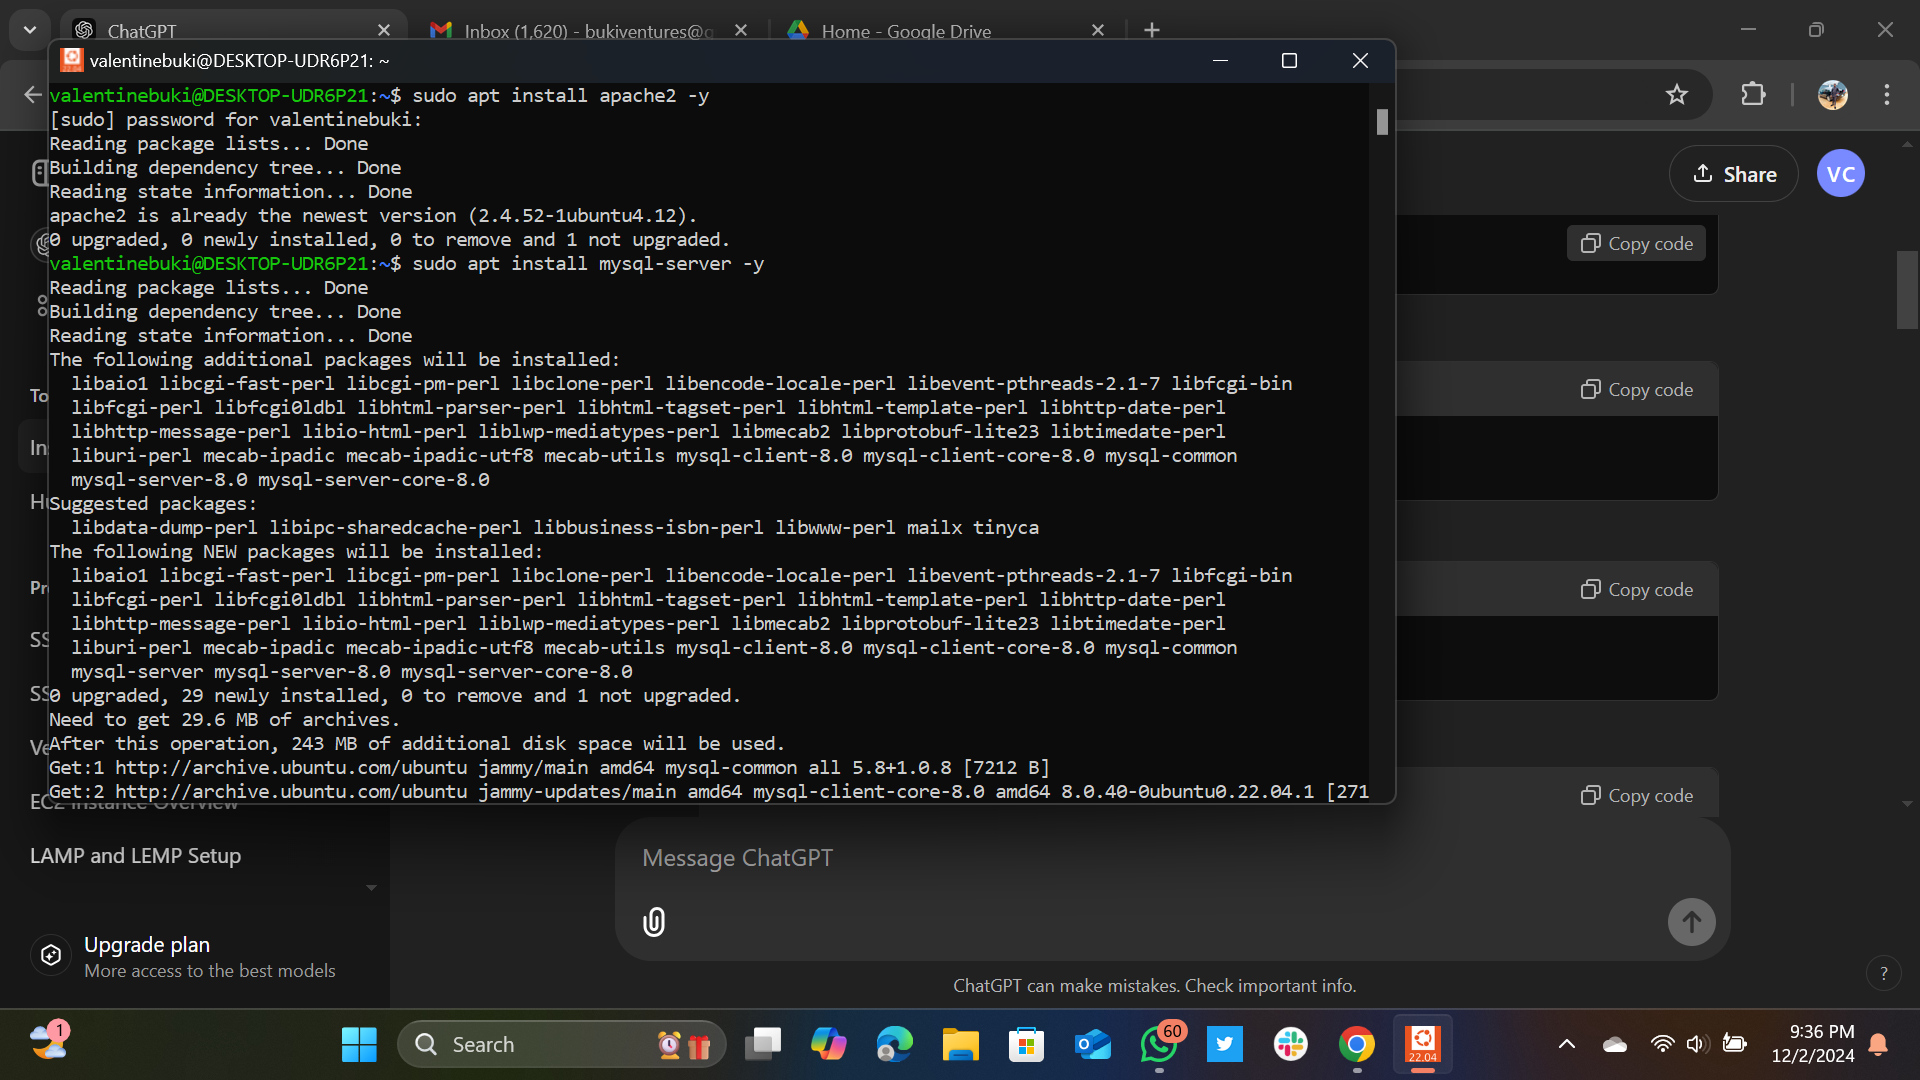 ChatGPT
Inbox (1,620) - bukiventures@g
Home - Google Drive
valentinebuki@DESKTOP-UDR6P21: ~
valentinebuki@DESKTOP-UDR6P21:~$ sudo apt install apache2 -y
[sudo] password for valentinebuki:
Reading package lists... Done
Building dependency tree... Done
Reading state information... Done
apache2 is already the newest version (2.4.52-1ubuntu4.12).
0 upgraded, 0 newly installed, 0 to remove and 1 not upgraded.
valentinebuki@DESKTOP-UDR6P21:~$ sudo apt install mysql-server -y
Reading package lists... Done
Building dependency tree... Done
Reading state information... Done
The following additional packages will be installed:
libaio1 libcgi-fast-perl libcgi-pm-perl libclone-perl libencode-locale-perl libevent-pthreads-2.1-7 libfcgi-bin
libfcgi-perl libfcgi0ldbl libhtml-parser-perl libhtml-tagset-perl libhtml-template-perl libhttp-date-perl
libhttp-message-perl libio-html-perl liblwp-mediatypes-perl libmecab2 libprotobuf-lite23 libtimedate-perl
liburi-perl mecab-ipadic mecab-ipadic-utf8 mecab-utils mysql-client-8.0 mysql-client-core-8.0 mysql-common
mysql-server-8.0 mysql-server-core-8.0
Suggested packages:
libdata-dump-perl libipc-sharedcache-perl libbusiness-isbn-perl libwww-perl mailx tinyca
The following NEW packages will be installed:
libaio1 libcgi-fast-perl libcgi-pm-perl libclone-perl libencode-locale-perl libevent-pthreads-2.1-7 libfcgi-bin
libfcgi-perl libfcgi0ldbl libhtml-parser-perl libhtml-tagset-perl libhtml-template-perl libhttp-date-perl
libhttp-message-perl libio-html-perl liblwp-mediatypes-perl libmecab2 libprotobuf-lite23 libtimedate-perl
liburi-perl mecab-ipadic mecab-ipadic-utf8 mecab-utils mysql-client-8.0 mysql-client-core-8.0 mysql-common
mysql-server mysql-server-8.0 mysql-server-core-8.0
0 upgraded, 29 newly installed, 0 to remove and 1 not upgraded.
Need to get 29.6 MB of archives.
After this operation, 243 MB of additional disk space will be used.
Get:1 http://archive.ubuntu.com/ubuntu jammy/main amd64 mysql-common all 5.8+1.0.8 [7212 B]
Get:2 http://archive.ubuntu.com/ubuntu jammy-updates/main amd64 mysql-client-core-8.0 amd64 8.0.40-0ubuntu0.22.04.1 [271
Share
VC
Copy code
Copy code
Copy code
Copy code
To
In
Hu
Pr
SS
SS
Ve
EC2 Instance Overview
LAMP and LEMP Setup
Upgrade plan
More access to the best models
Message ChatGPT
ChatGPT can make mistakes. Check important info.
?
1
Search
60
22.04
9:36 PM
12/2/2024